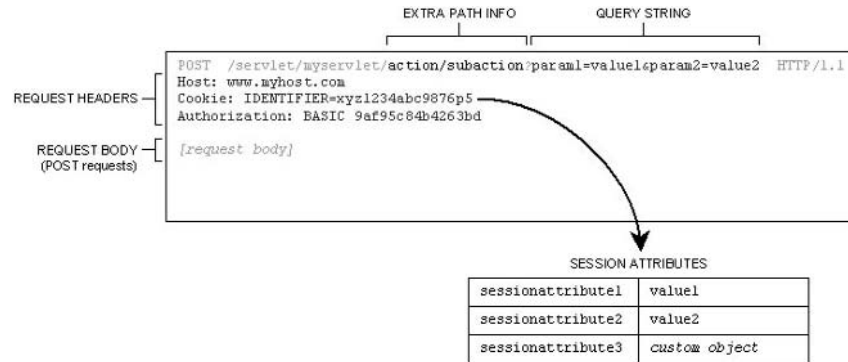 EXTRA PATH INFO QUERY STRING
POST /servlet/myservlet/action/subaction?param1=value1&param2=value2 HTTP/1.1
Host: www.myhost.com
REQUEST HEADERS Cookie: IDENTIFIER=xyz1234abc9876p5
Authorization: BASIC 9af95c84b4263bd
REQUEST BODY [request body]
(POST requests)
SESSION ATTRIBUTES
sessionattribute1 value1
sessionattribute2 value2
sessionattribute3 custom object